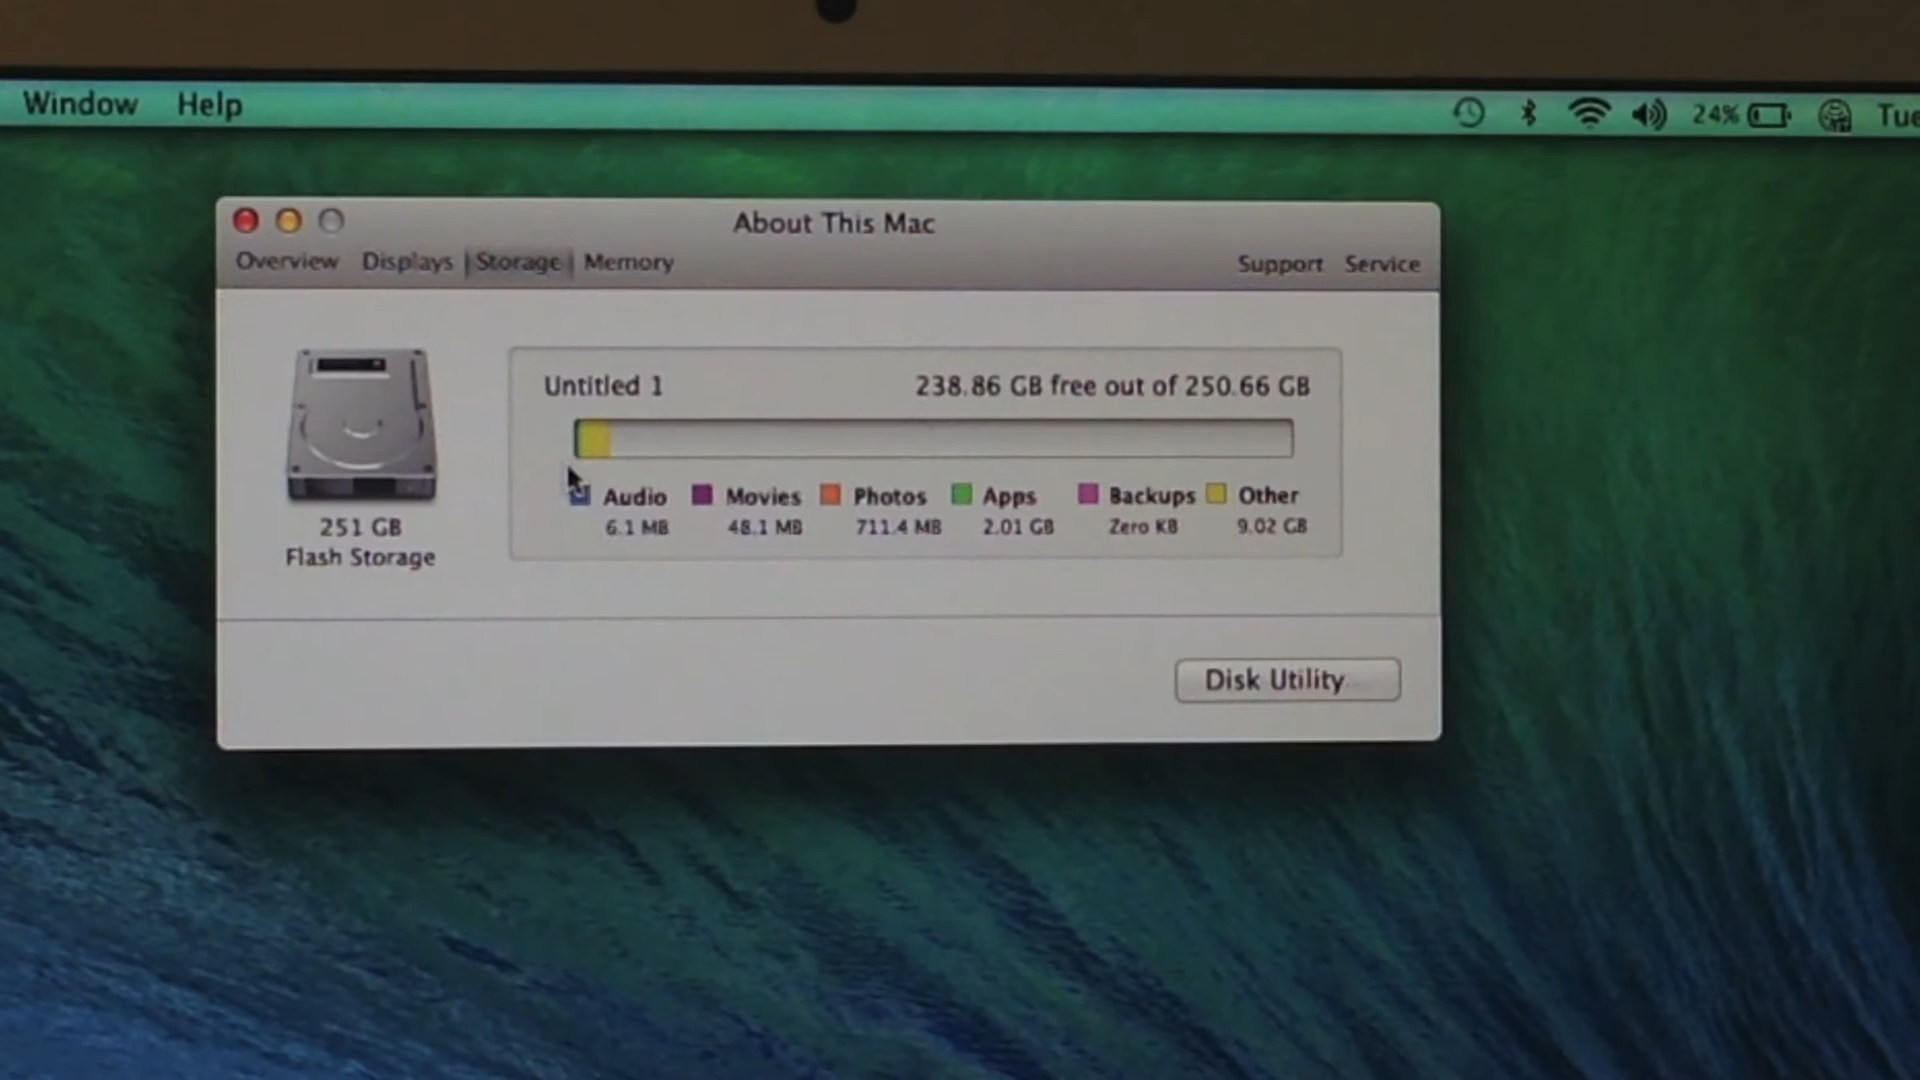 Window Help
24% Tue
About This Mac
Overview Displays Storage Memory Support Service
Untitled 1 238.86 GB free out of 250.66 GB
Audio Movies Photos Apps Backups Other
6.1 MB 48.1 MB 711.4 MB 2.01 GB Zero KB 9.02 GB
251 GB
Flash Storage
Disk Utility